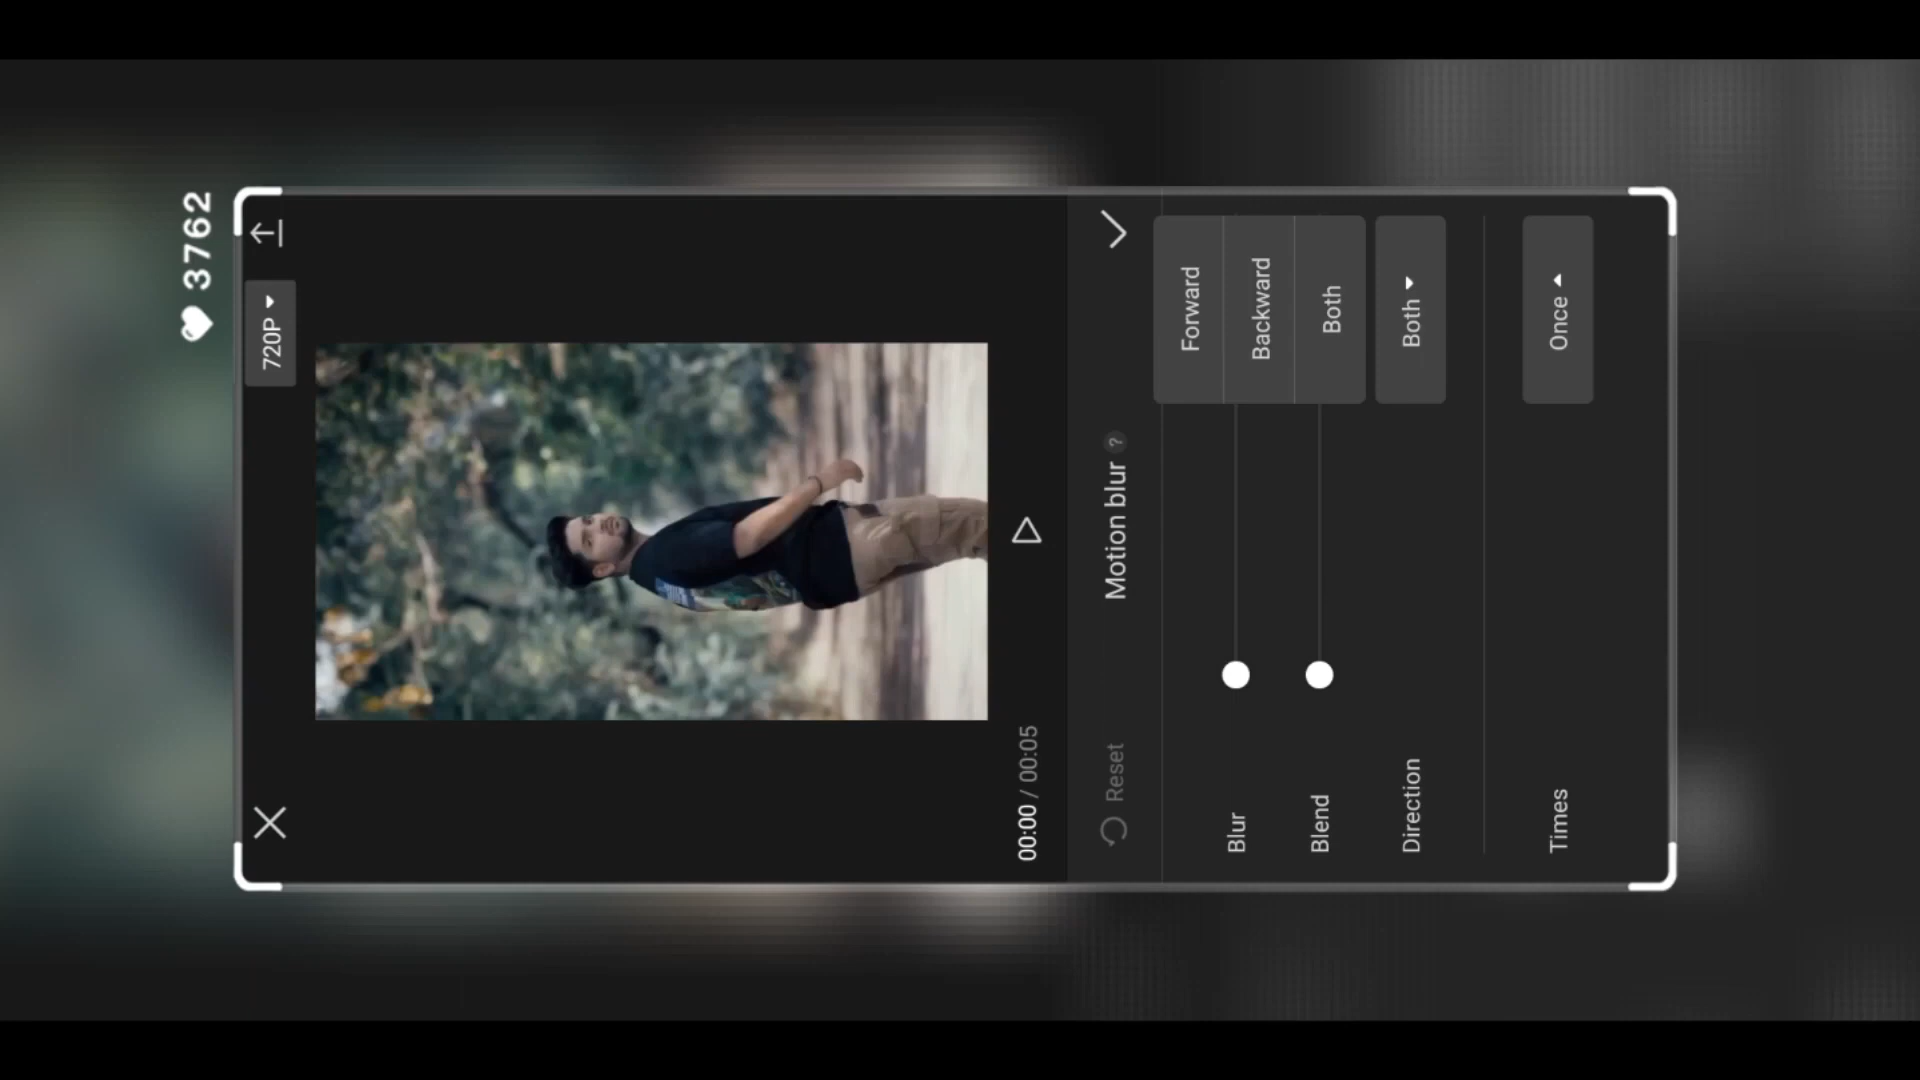 3762
720P
00:00 / 00:05
Reset
Motion blur ?
Forward
Blur
Backward
Blend
Both
Direction
Both
Times
Once